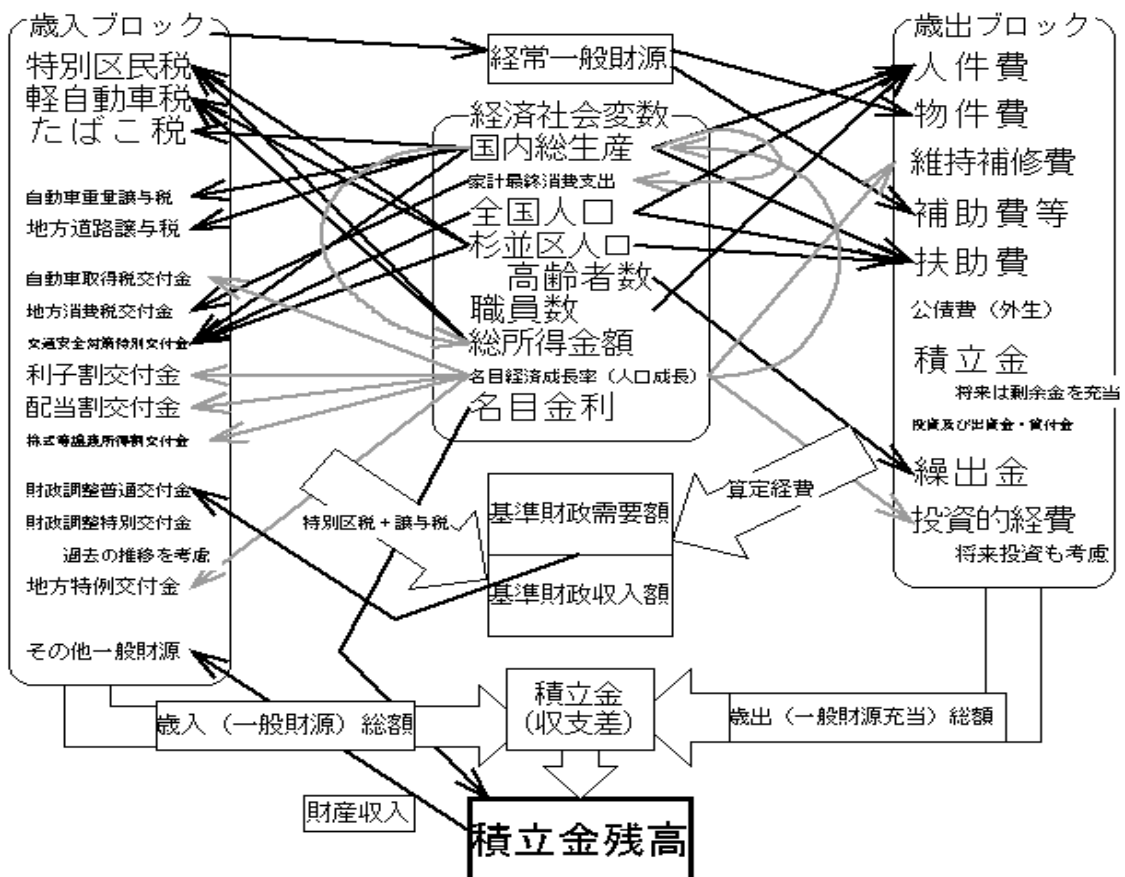 歳入ブロック
特別区民税
軽自動車税
たばこ税
自動車重量譲与税
地方道路譲与税
自動車取得税交付金
地方消費税交付金
交通安全対策特別交付金
利子割交付金
配当割交付金
株式等譲渡所得割交付金
財政調整普通交付金
財政調整特別交付金
過去の推移を考慮
地方特例交付金
その他一般財源
経常一般財源
経済社会変数
国内総生産
家計最終消費支出
全国人口
杉並区人口
高齢者数
職員数
総所得金額
名目経済成長率（人口成長）
名目金利
歳出ブロック
人件費
物件費
維持補修費
補助費等
扶助費
公債費（外生）
積立金
将来は剰余金を充当
投資及び出資金・貸付金
繰出金
投資的経費
将来投資も考慮
特別区税＋譲与税
算定経費
基準財政需要額
基準財政収入額
歳入（一般財源）総額
積立金
(収支差)
歳出（一般財源充当）総額
財産収入
積立金残高